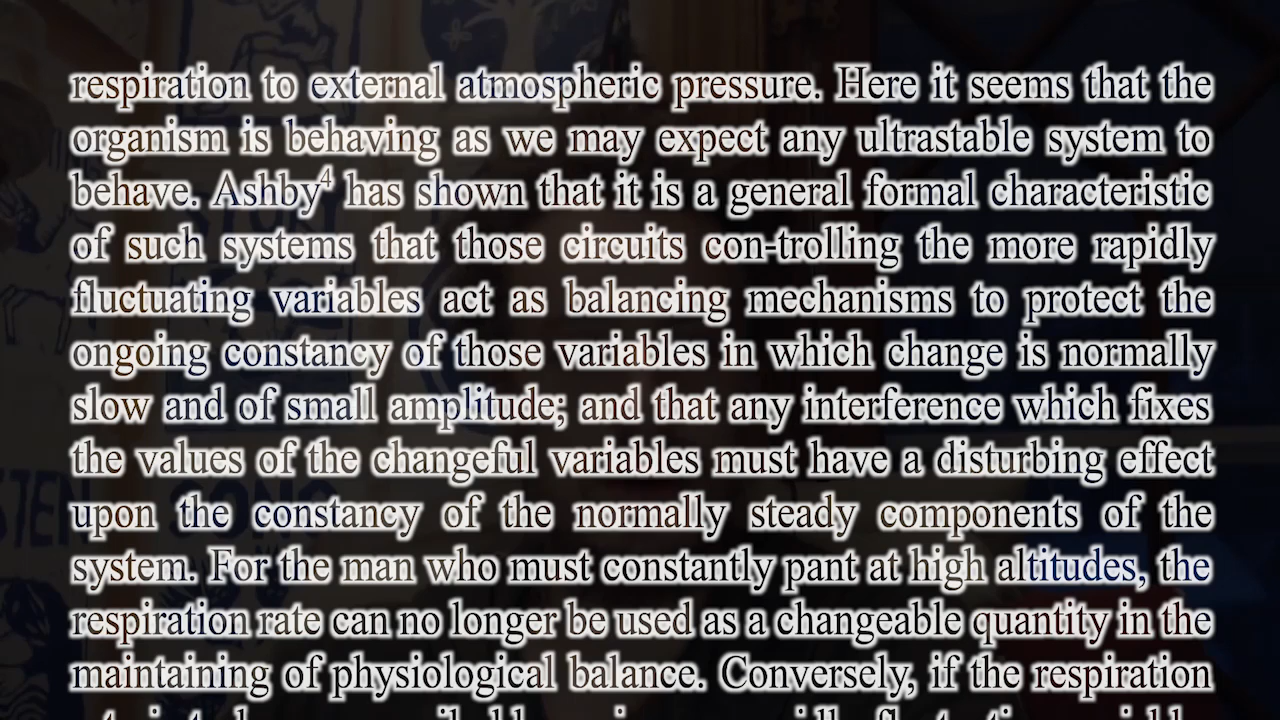 respiration to external atmospheric pressure. Here it seems that the
organism is behaving as we may expect any ultrastable system to
behave. Ashby4 has shown that it is a general formal characteristic
of such systems that those circuits con-trolling the more rapidly
fluctuating variables act as balancing mechanisms to protect the
ongoing constancy of those variables in which change is normally
slow and of small amplitude; and that any interference which fixes
the values of the changeful variables must have a disturbing effect
upon the constancy of the normally steady components of the
system. For the man who must constantly pant at high altitudes, the
respiration rate can no longer be used as a changeable quantity in the
maintaining of physiological balance. Conversely, if the respiration